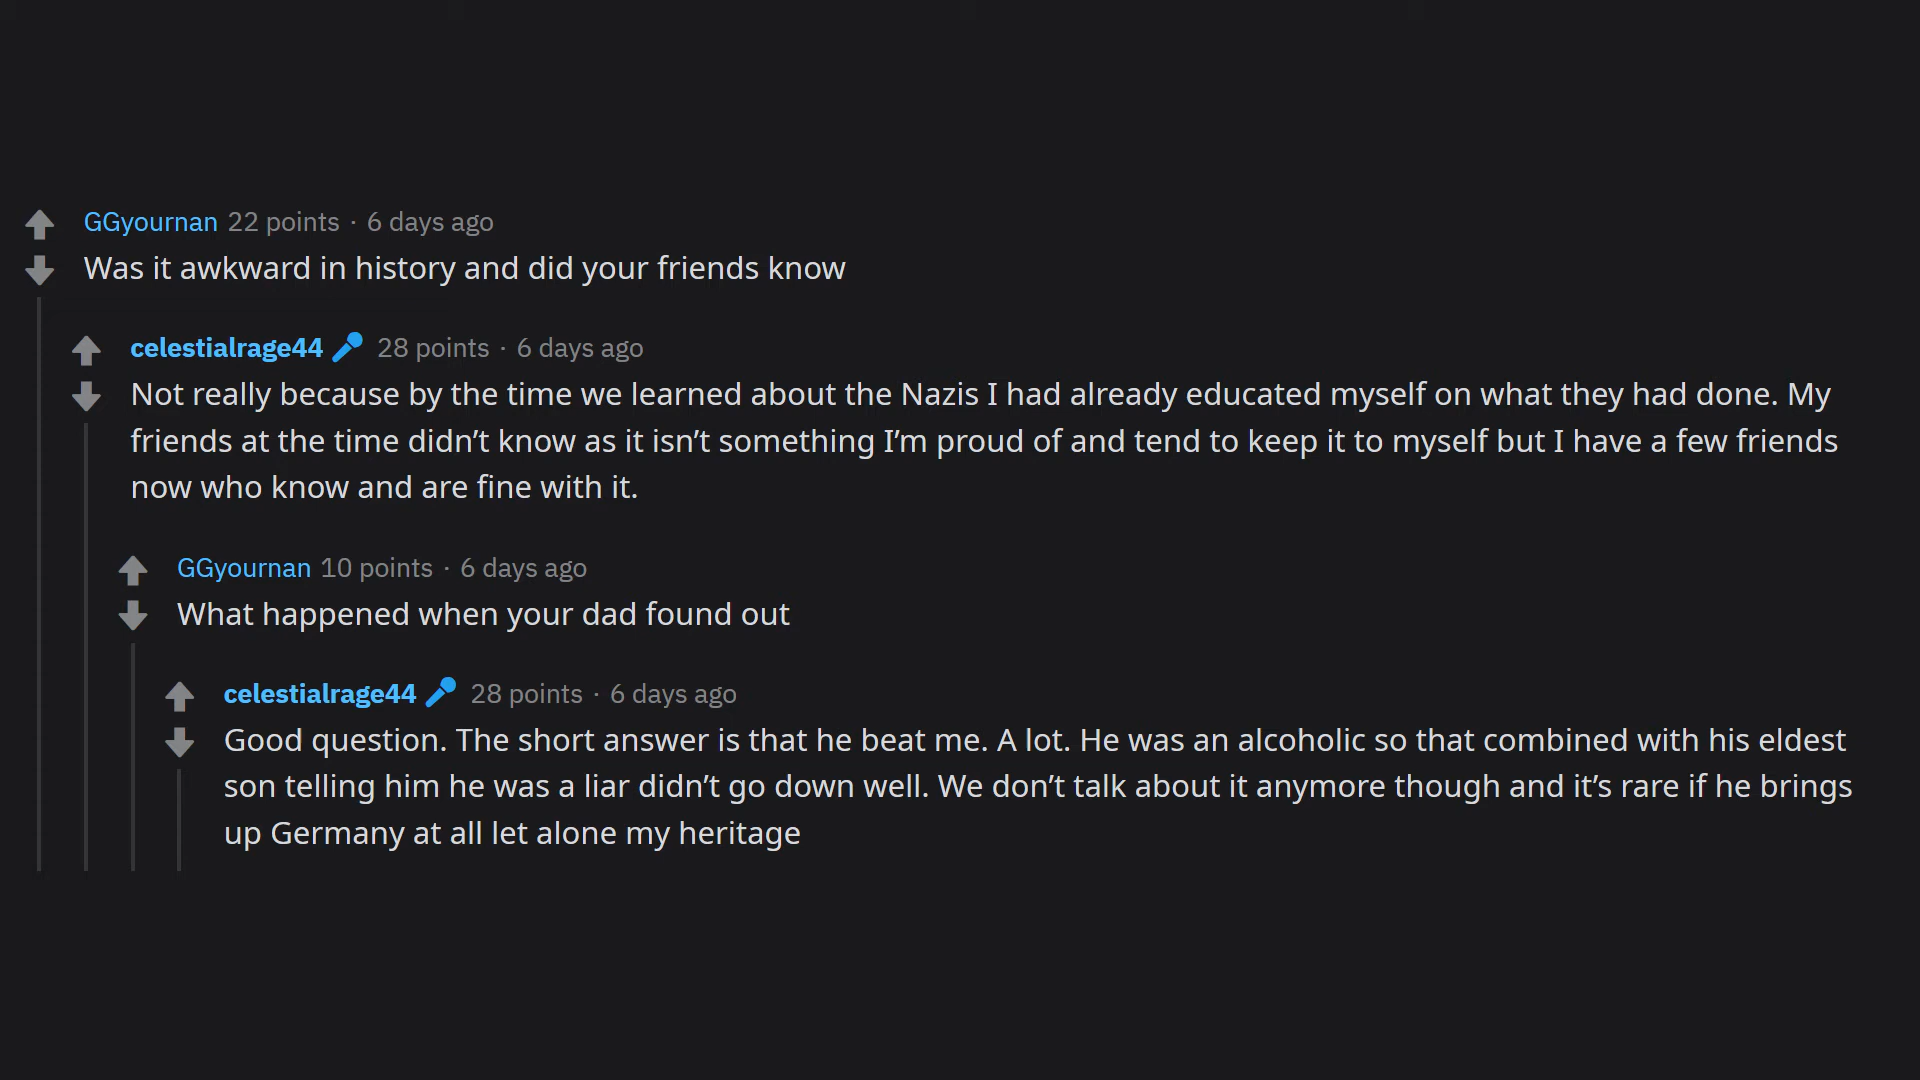 GGyournan 22 points · 6 days ago
Was it awkward in history and did your friends know
celestialrage44 28 points · 6 days ago
Not really because by the time we learned about the Nazis I had already educated myself on what they had done. My
friends at the time didn’t know as it isn’t something I’m proud of and tend to keep it to myself but I have a few friends
now who know and are fine with it.
GGyournan 10 points · 6 days ago
What happened when your dad found out
celestialrage44 28 points · 6 days ago
Good question. The short answer is that he beat me. A lot. He was an alcoholic so that combined with his eldest
son telling him he was a liar didn’t go down well. We don’t talk about it anymore though and it’s rare if he brings
up Germany at all let alone my heritage